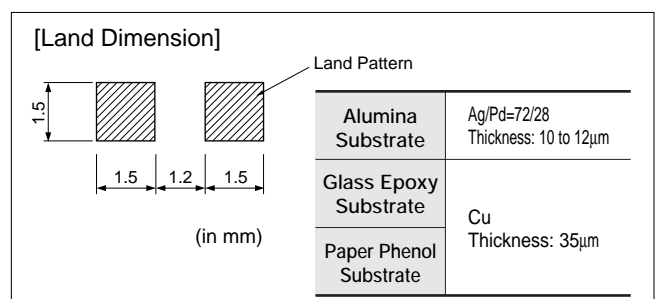 [Land Dimension]
Land Pattern
1.5
1.5
1.2
1.5
(in mm)
Alumina
Substrate
Ag/Pd=72/28
Thickness: 10 to 12μm
Glass Epoxy
Substrate
Paper Phenol
Substrate
Cu
Thickness: 35μm